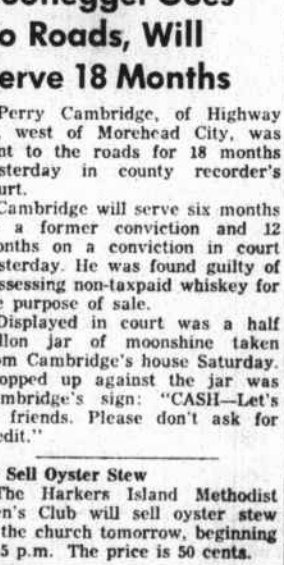 o Roads, Will
erve 18 Months
Perry Cambridge, of Highway
west of Morehead City, was
nt to the roads for 18 months
sterday in county recorder's
urt.
Cambridge will serve six months
a former conviction and 12
onths on a conviction in court
sterday. He was found guilty of
ssessing non-taxpaid whiskey for
e purpose of sale.
Displayed in court was a half
llon jar of moonshine taken
om Cambridge's house Saturday.
opped up against the jar was
mbridge's sign: "CASH—Let's
friends. Please don't ask for
edit."
Sell Oyster Stew
The Harkers Island Methodist
n's Club will sell oyster stew
the church tomorrow, beginning
5 p.m. The price is 50 cents.